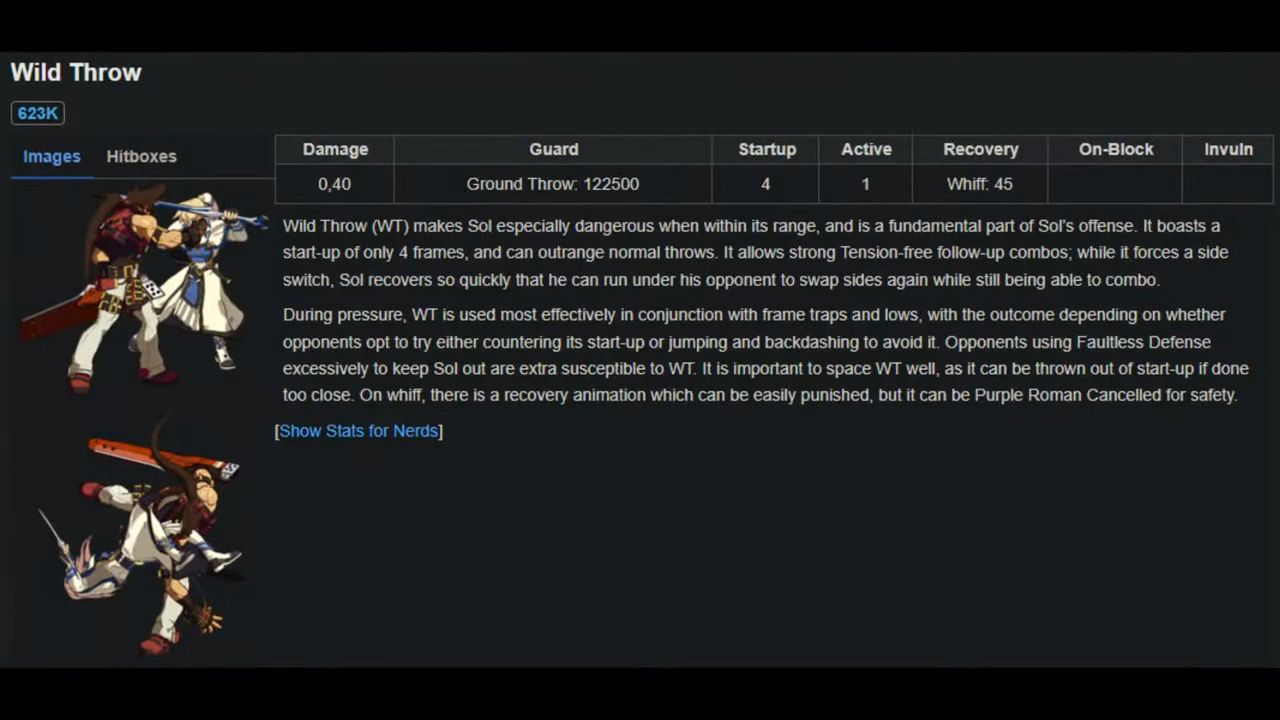 Wild Throw
623K
Images Hitboxes
Damage Guard Startup Active Recovery On-Block Invuln
0,40 Ground Throw: 122500 4 1 Whiff: 45
Wild Throw (WT) makes Sol especially dangerous when within its range, and is a fundamental part of Sol's offense. It boasts a
start-up of only 4 frames, and can outrange normal throws. It allows strong Tension-free follow-up combos; while it forces a side
switch, Sol recovers so quickly that he can run under his opponent to swap sides again while still being able to combo.
During pressure, WT is used most effectively in conjunction with frame traps and lows, with the outcome depending on whether
opponents opt to try either countering its start-up or jumping and backdashing to avoid it. Opponents using Faultless Defense
excessively to keep Sol out are extra susceptible to WT. It is important to space WT well, as it can be thrown out of start-up if done
too close. On whiff, there is a recovery animation which can be easily punished, but it can be Purple Roman Cancelled for safety.
[Show Stats for Nerds]